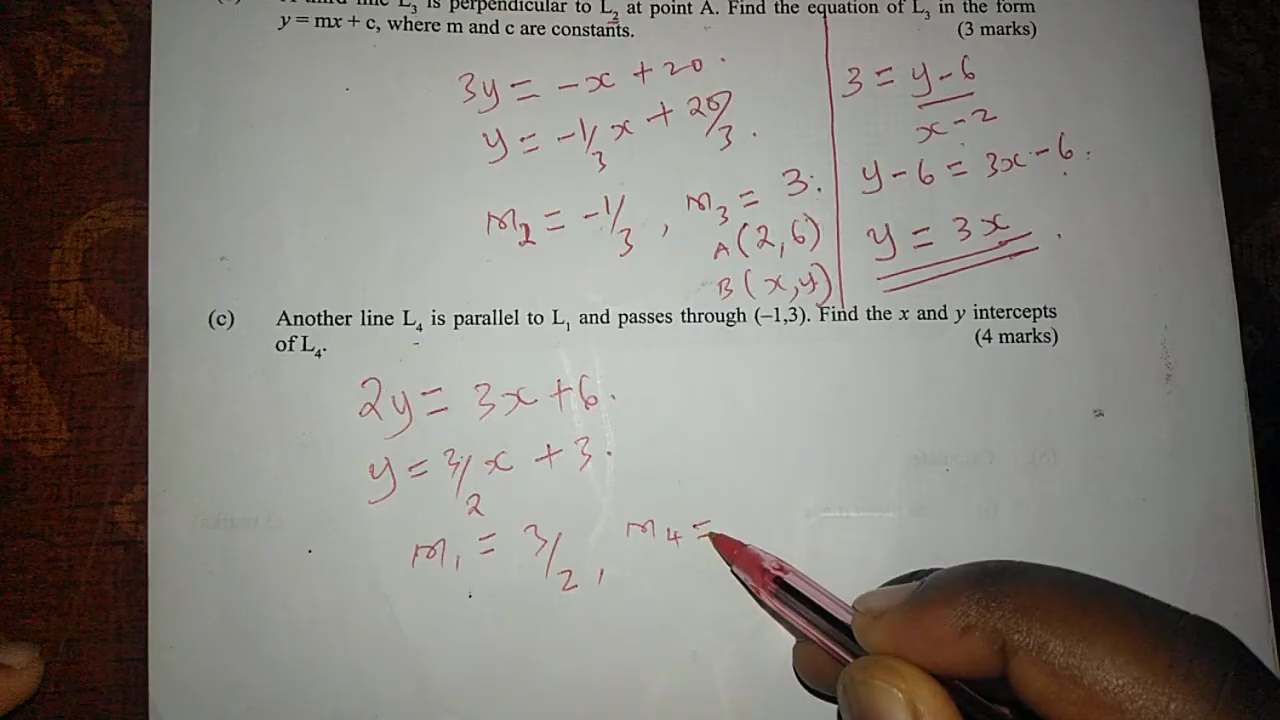 L₃ is perpendicular to L₂ at point A. Find the equation of L₃ in the form
y = mx + c, where m and c are constants.
(3 marks)
3y = -x + 20.
y = -1/3 x + 20/3.
m₂ = -1/3, m₃ = 3.
A(2,6)
B(x,y)
3 = y-6
x-2
y-6 = 3x-6.
y = 3x.
(c) Another line L₄ is parallel to L₁ and passes through (–1,3). Find the x and y intercepts
of L₄.
(4 marks)
2y = 3x+6.
y = 3/2 x + 3.
m₁ = 3/2, m₄ =